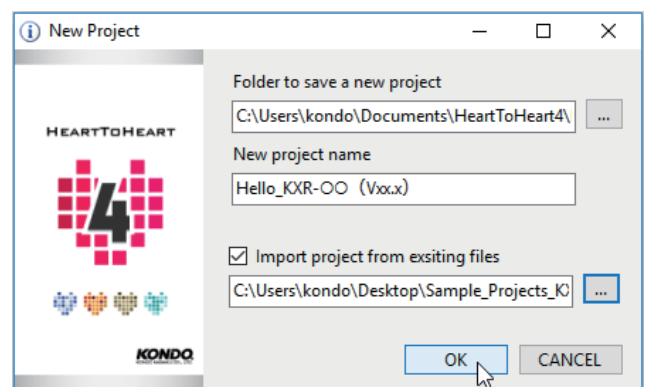 New Project
Folder to save a new project
C:\Users\kondo\Documents\HeartToHeart4\
...
HEARTTOHEART
4
New project name
Hello_KXR-○○（Vxx.x）
Import project from exsiting files
C:\Users\kondo\Desktop\Sample_Projects_K
...
KONDO
OK
CANCEL